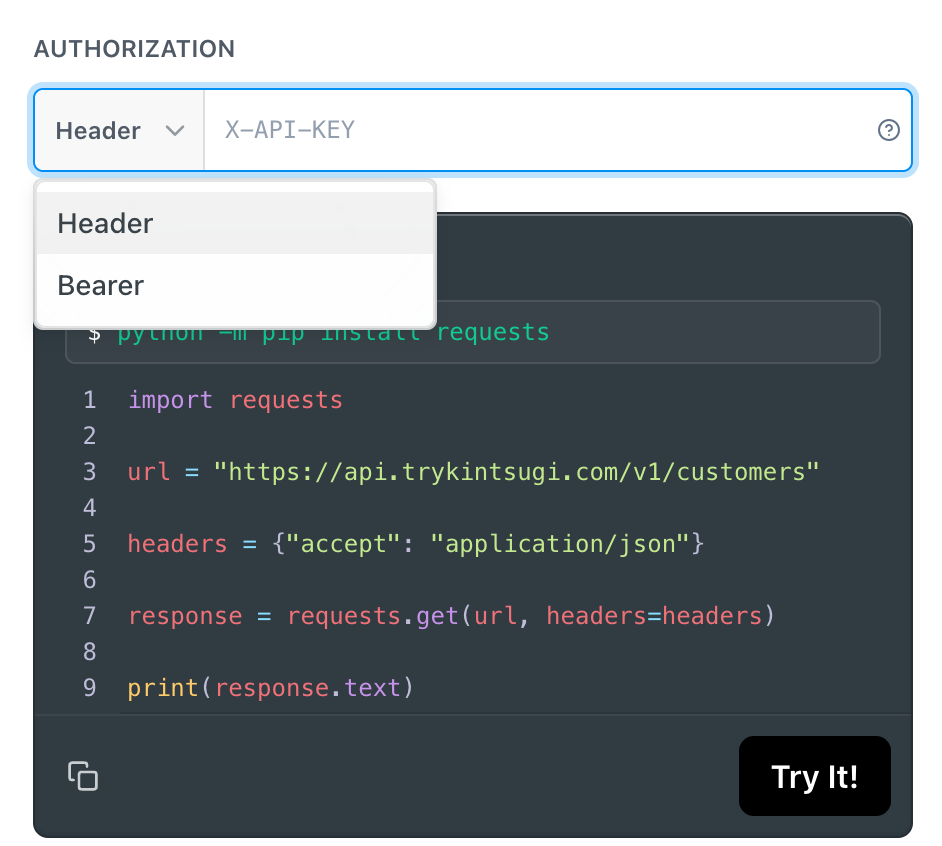 AUTHORIZATION
Header X-API-KEY ?
Header
Bearer
$ python -m pip install requests
1 import requests
2
3 url = "https://api.trykintsugi.com/v1/customers"
4
5 headers = {"accept": "application/json"}
6
7 response = requests.get(url, headers=headers)
8
9 print(response.text)
Try It!